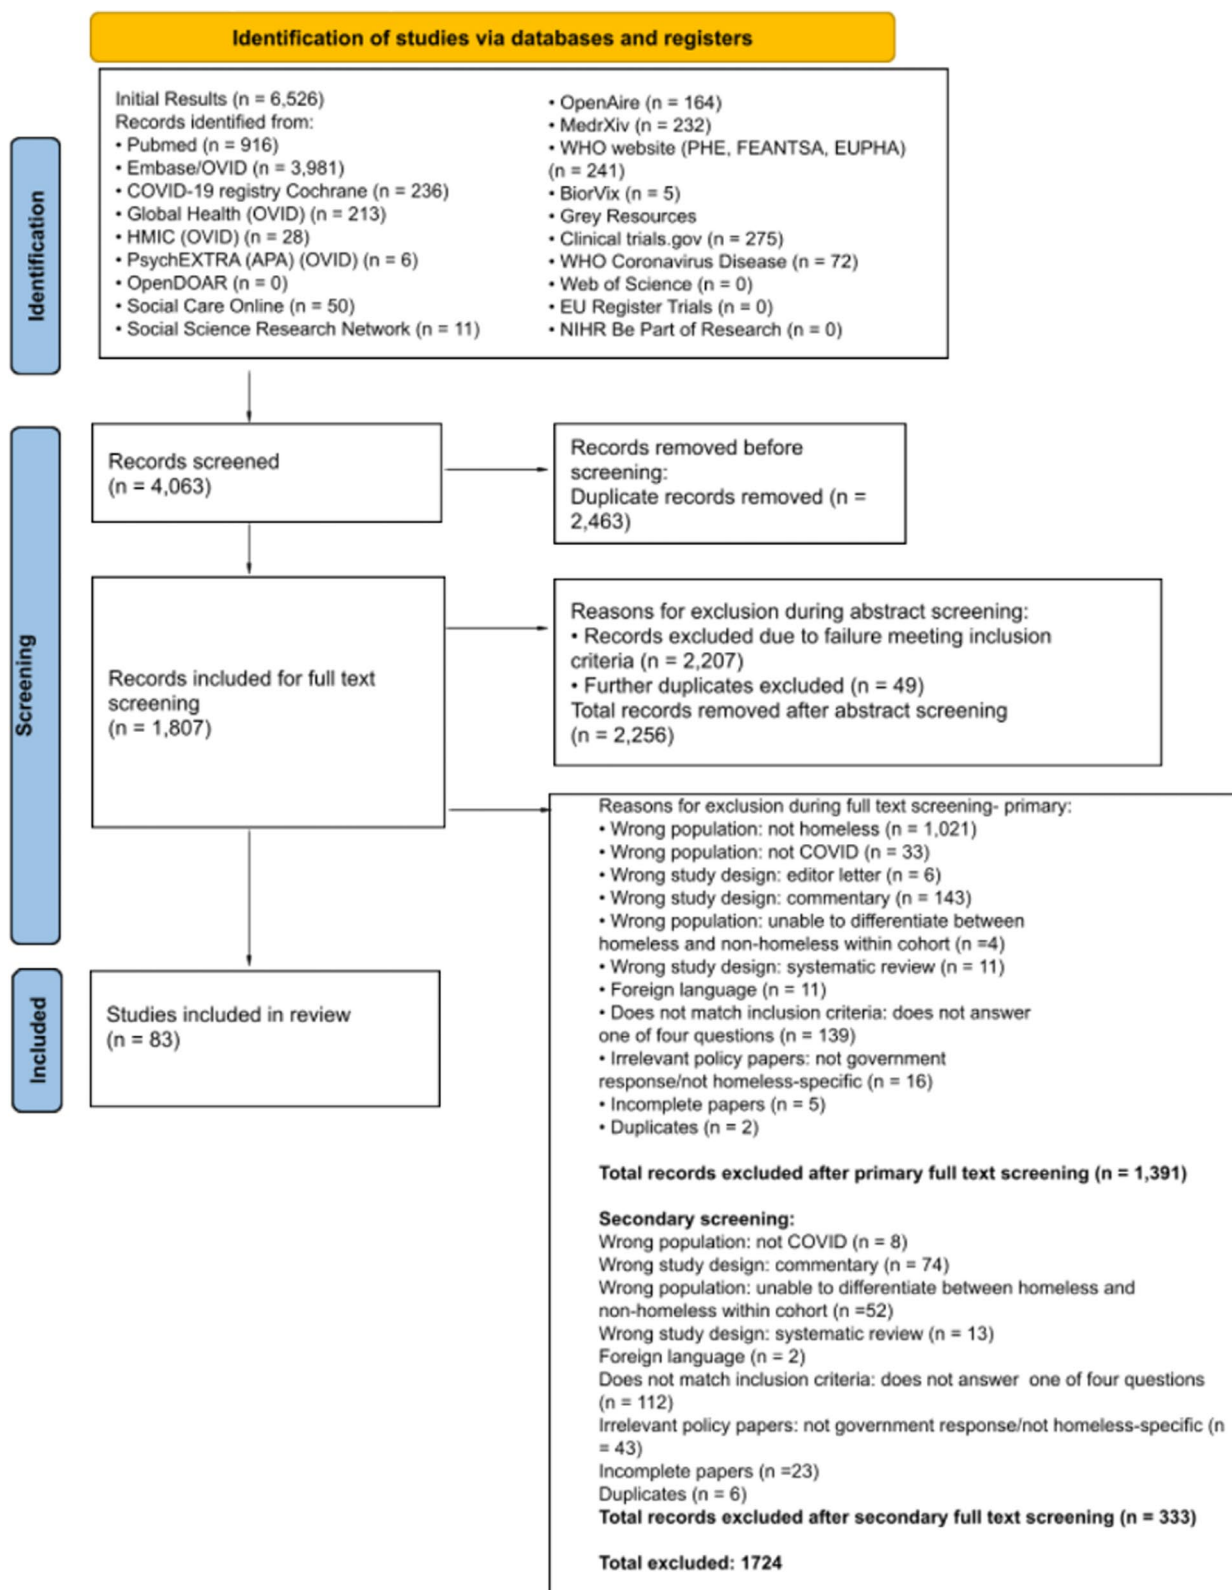 Identification of studies via databases and registers
Identification
Initial Results (n = 6,526)
Records identified from:
• Pubmed (n = 916)
• Embase/OVID (n = 3,981)
• COVID-19 registry Cochrane (n = 236)
• Global Health (OVID) (n = 213)
• HMIC (OVID) (n = 28)
• PsychEXTRA (APA) (OVID) (n = 6)
• OpenDOAR (n = 0)
• Social Care Online (n = 50)
• Social Science Research Network (n = 11)
• OpenAire (n = 164)
• MedrXiv (n = 232)
• WHO website (PHE, FEANTSA, EUPHA)
(n = 241)
• BiorVix (n = 5)
• Grey Resources
• Clinical trials.gov (n = 275)
• WHO Coronavirus Disease (n = 72)
• Web of Science (n = 0)
• EU Register Trials (n = 0)
• NIHR Be Part of Research (n = 0)
Screening
Records screened
(n = 4,063)
Records removed before
screening:
Duplicate records removed (n =
2,463)
Records included for full text
screening
(n = 1,807)
Reasons for exclusion during abstract screening:
• Records excluded due to failure meeting inclusion
criteria (n = 2,207)
• Further duplicates excluded (n = 49)
Total records removed after abstract screening
(n = 2,256)
Reasons for exclusion during full text screening- primary:
• Wrong population: not homeless (n = 1,021)
• Wrong population: not COVID (n = 33)
• Wrong study design: editor letter (n = 6)
• Wrong study design: commentary (n = 143)
• Wrong population: unable to differentiate between
homeless and non-homeless within cohort (n =4)
• Wrong study design: systematic review (n = 11)
• Foreign language (n = 11)
• Does not match inclusion criteria: does not answer
one of four questions (n = 139)
• Irrelevant policy papers: not government
response/not homeless-specific (n = 16)
• Incomplete papers (n = 5)
• Duplicates (n = 2)
Total records excluded after primary full text screening (n = 1,391)
Secondary screening:
Wrong population: not COVID (n = 8)
Wrong study design: commentary (n = 74)
Wrong population: unable to differentiate between homeless and
non-homeless within cohort (n =52)
Wrong study design: systematic review (n = 13)
Foreign language (n = 2)
Does not match inclusion criteria: does not answer one of four questions
(n = 112)
Irrelevant policy papers: not government response/not homeless-specific (n
= 43)
Incomplete papers (n =23)
Duplicates (n = 6)
Total records excluded after secondary full text screening (n = 333)
Total excluded: 1724
Included
Studies included in review
(n = 83)